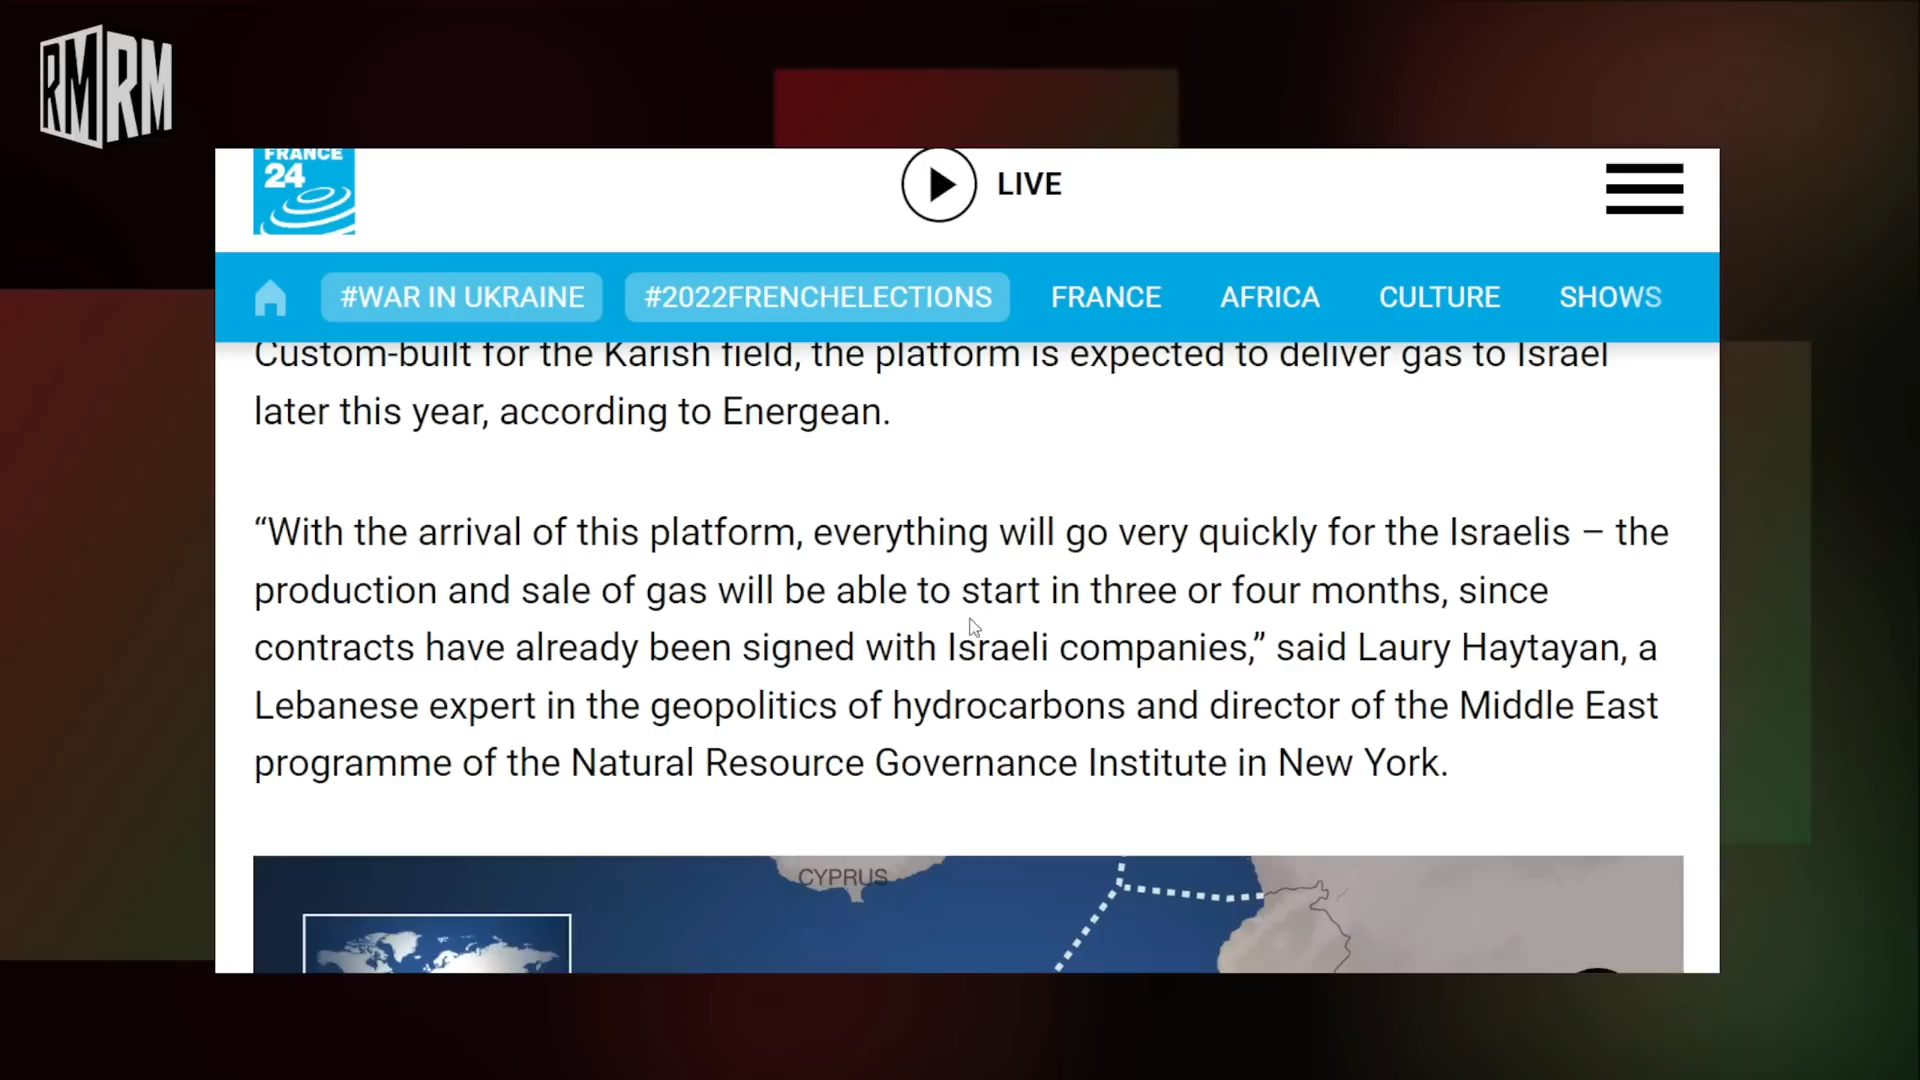 RMRM
FRANCE
24
LIVE
#WAR IN UKRAINE #2022FRENCHELECTIONS FRANCE AFRICA CULTURE SHOWS
Custom-built for the Karish field, the platform is expected to deliver gas to Israel
later this year, according to Energean.
“With the arrival of this platform, everything will go very quickly for the Israelis – the
production and sale of gas will be able to start in three or four months, since
contracts have already been signed with Israeli companies,” said Laury Haytayan, a
Lebanese expert in the geopolitics of hydrocarbons and director of the Middle East
programme of the Natural Resource Governance Institute in New York.
CYPRUS